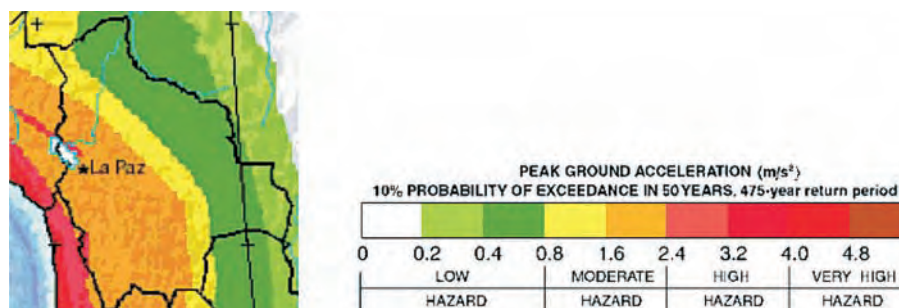 La Paz
PEAK GROUND ACCELERATION (m/s²)
10% PROBABILITY OF EXCEEDANCE IN 50 YEARS, 475-year return period
0 0.2 0.4 0.8 1.6 2.4 3.2 4.0 4.8
LOW MODERATE HIGH VERY HIGH
HAZARD HAZARD HAZARD HAZARD